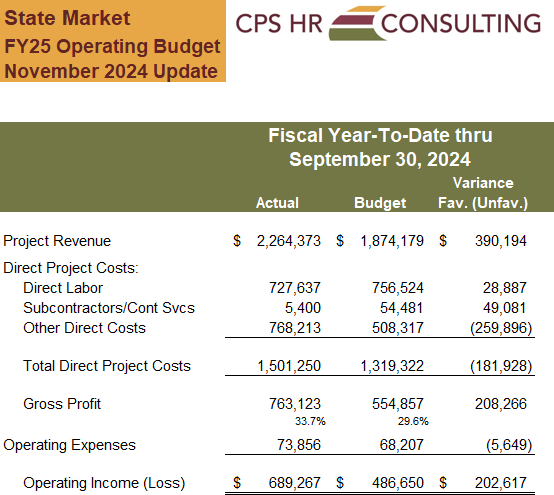 State Market
FY25 Operating Budget
November 2024 Update
CPS HR CONSULTING
Fiscal Year-To-Date thru
September 30, 2024
Variance
Actual Budget Fav. (Unfav.)
Project Revenue $ 2,264,373 $ 1,874,179 $ 390,194
Direct Project Costs:
Direct Labor 727,637 756,524 28,887
Subcontractors/Cont Svcs 5,400 54,481 49,081
Other Direct Costs 768,213 508,317 (259,896)
Total Direct Project Costs 1,501,250 1,319,322 (181,928)
Gross Profit 763,123 554,857 208,266
33.7% 29.6%
Operating Expenses 73,856 68,207 (5,649)
Operating Income (Loss) $ 689,267 $ 486,650 $ 202,617